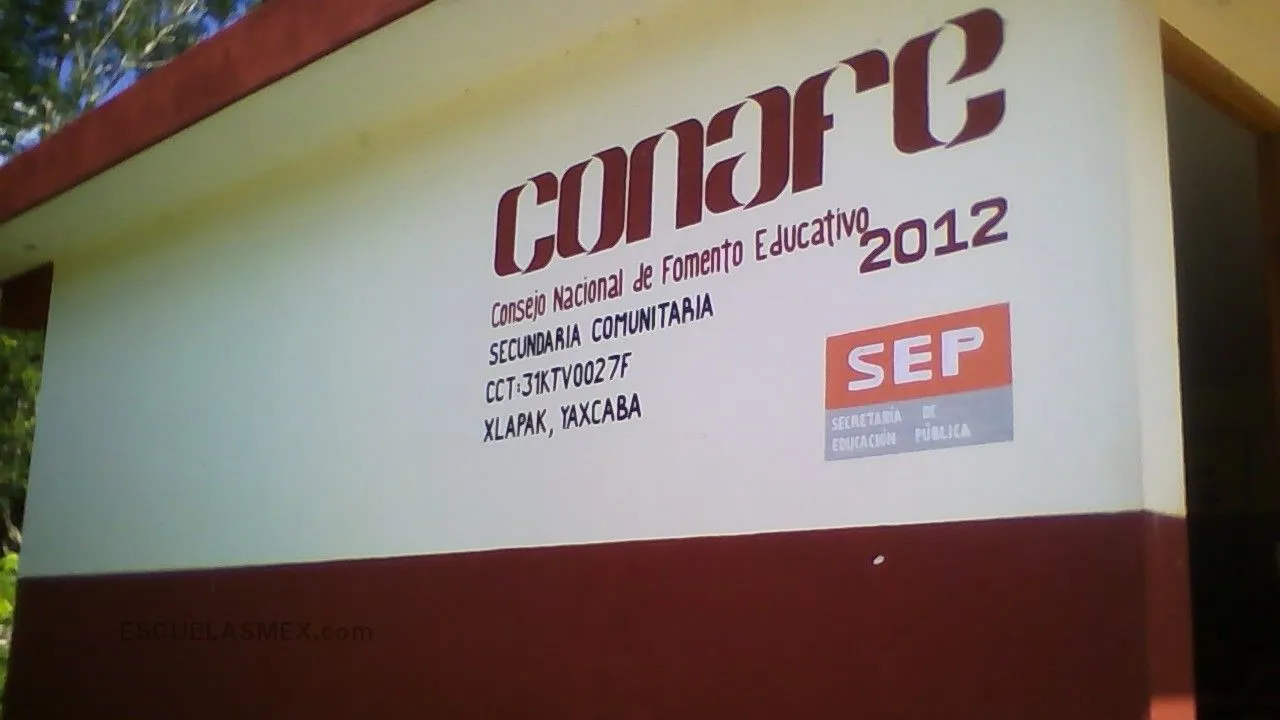 conafe
Consejo Nacional de Fomento Educativo
2012
SECUNDARIA COMUNITARIA
CCT:31KTV0027F
XLAPAK, YAXCABA
SEP
SECRETARÍA DE
EDUCACIÓN PÚBLICA
ESCUELASMEX.com